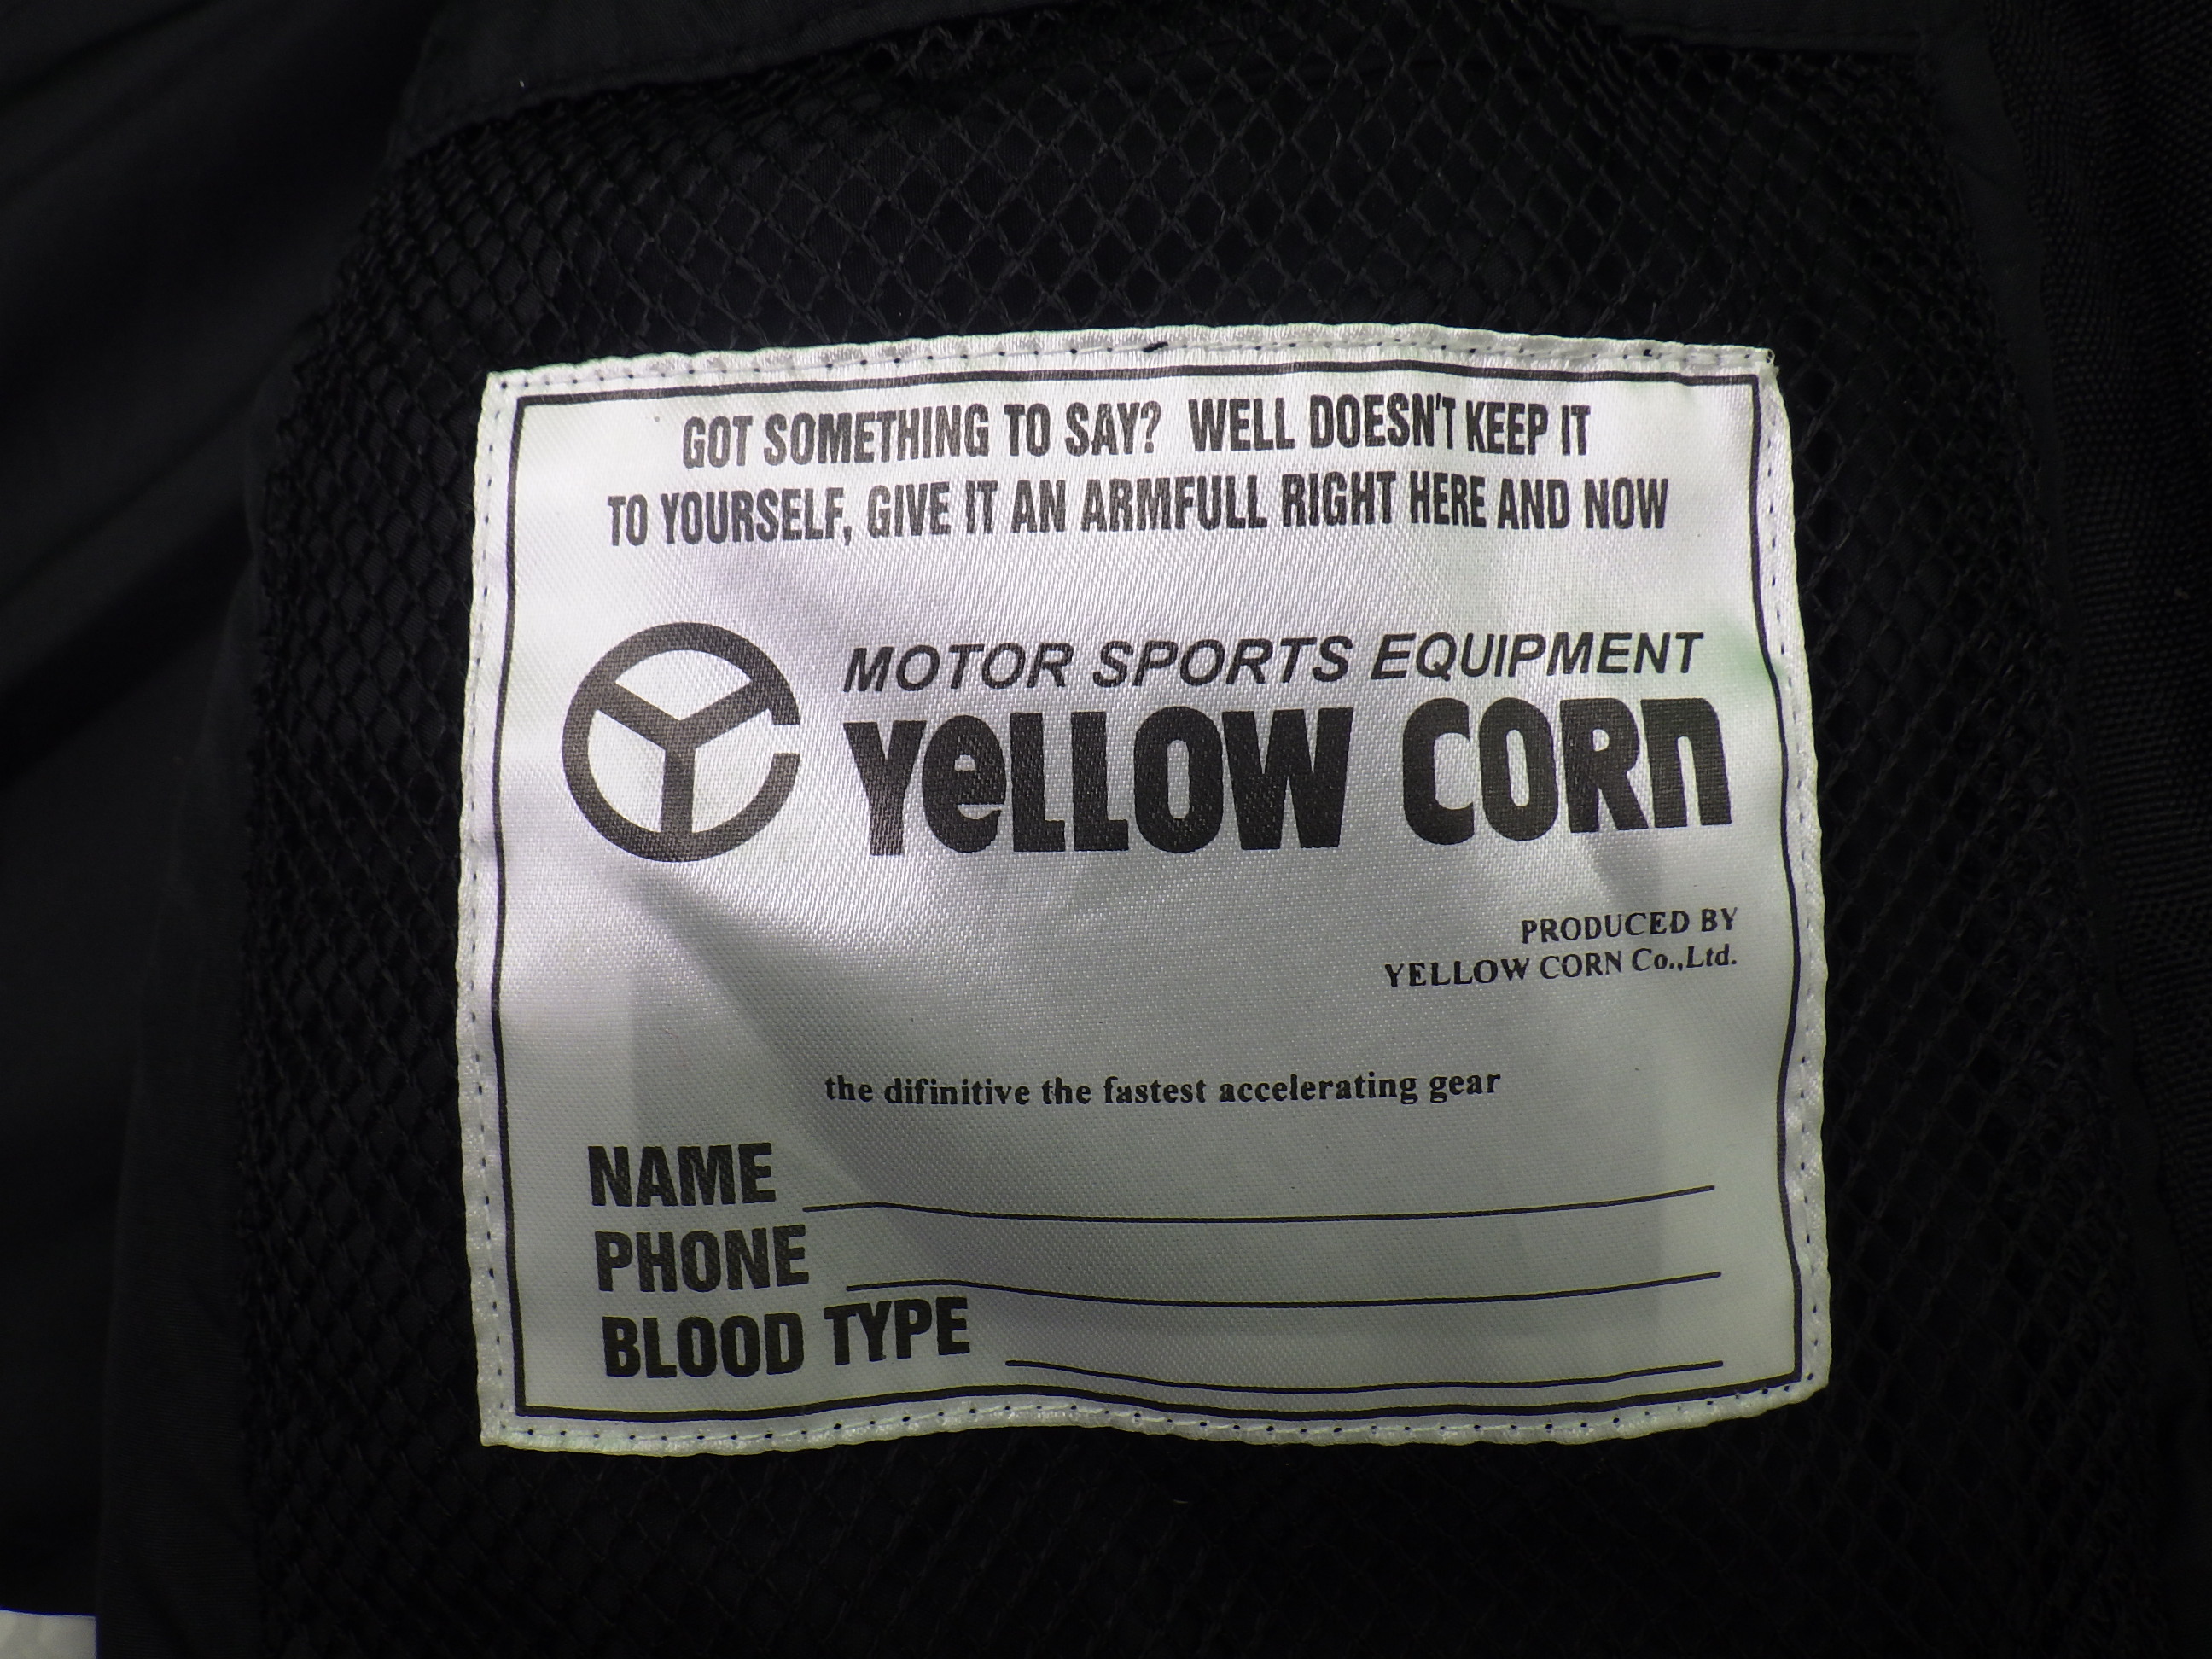 GOT SOMETHING TO SAY? WELL DOESN'T KEEP IT
TO YOURSELF, GIVE IT AN ARMFULL RIGHT HERE AND NOW
MOTOR SPORTS EQUIPMENT
YeLLOW CORn
PRODUCED BY
YELLOW CORN Co.,Ltd.
the difinitive the fastest accelerating gear
NAME
PHONE
BLOOD TYPE